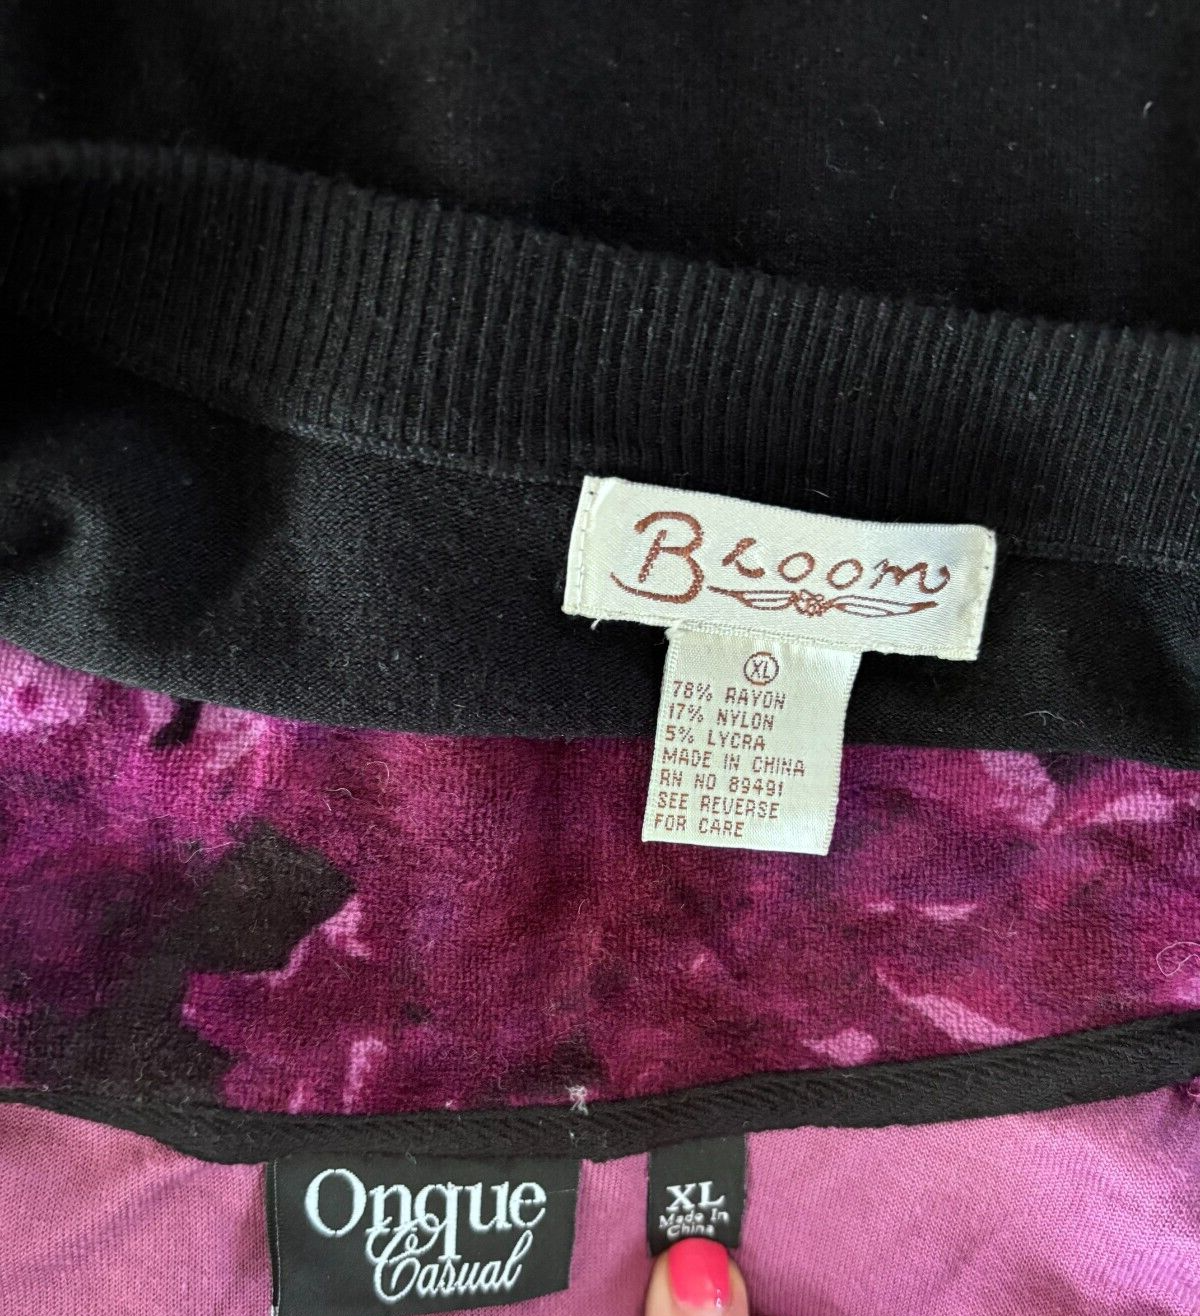 Bloom
XL
78% RAYON
17% NYLON
5% LYCRA
MADE IN CHINA
RN NO 89491
SEE REVERSE
FOR CARE
Onque
Casual
XL
Made In
China